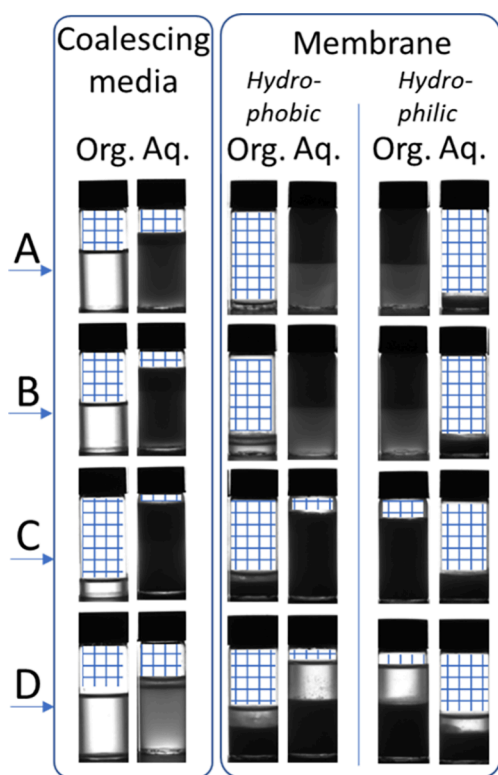 Coalescing
media
Membrane
Hydro-
phobic
Hydro-
philic
Org. Aq.
Org. Aq.
Org. Aq.
A
B
C
D